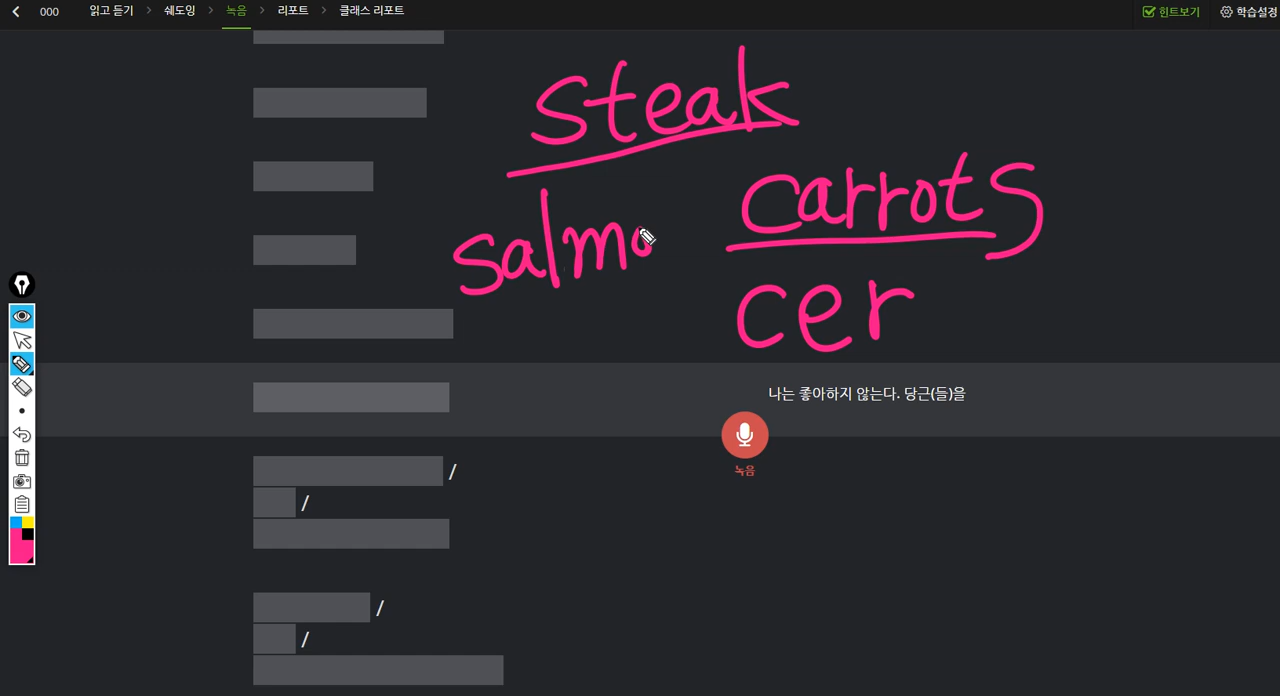 000 읽고 듣기 > 쉐도잉 > 녹음 > 리포트 > 클래스 리포트 힌트보기 학습설정
steak
carrots
salmo
cer
나는 좋아하지 않는다. 당근(들)을
녹음
/
/
/
/